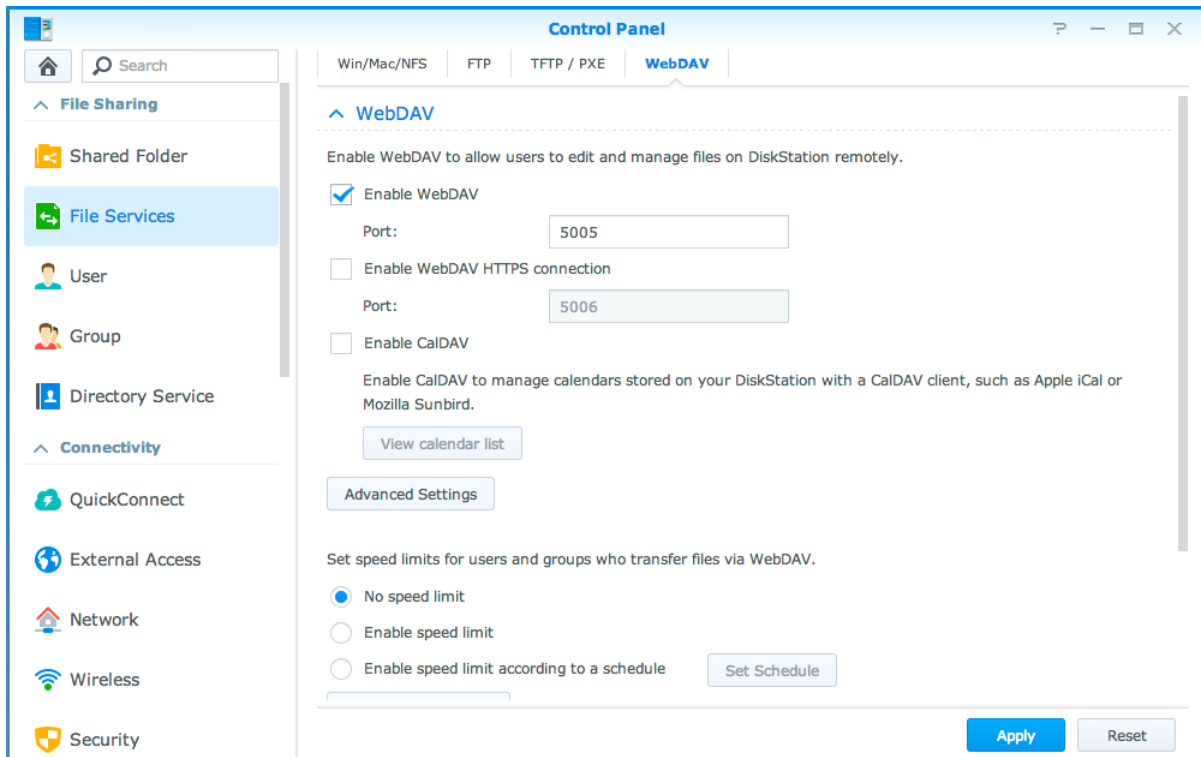 Control Panel
Search
File Sharing
Shared Folder
File Services
User
Group
Directory Service
Connectivity
QuickConnect
External Access
Network
Wireless
Security
Win/Mac/NFS
FTP
TFTP / PXE
WebDAV
WebDAV
Enable WebDAV to allow users to edit and manage files on DiskStation remotely.
Enable WebDAV
Port: 5005
Enable WebDAV HTTPS connection
Port: 5006
Enable CalDAV
Enable CalDAV to manage calendars stored on your DiskStation with a CalDAV client, such as Apple iCal or
Mozilla Sunbird.
View calendar list
Advanced Settings
Set speed limits for users and groups who transfer files via WebDAV.
No speed limit
Enable speed limit
Enable speed limit according to a schedule
Set Schedule
Apply
Reset